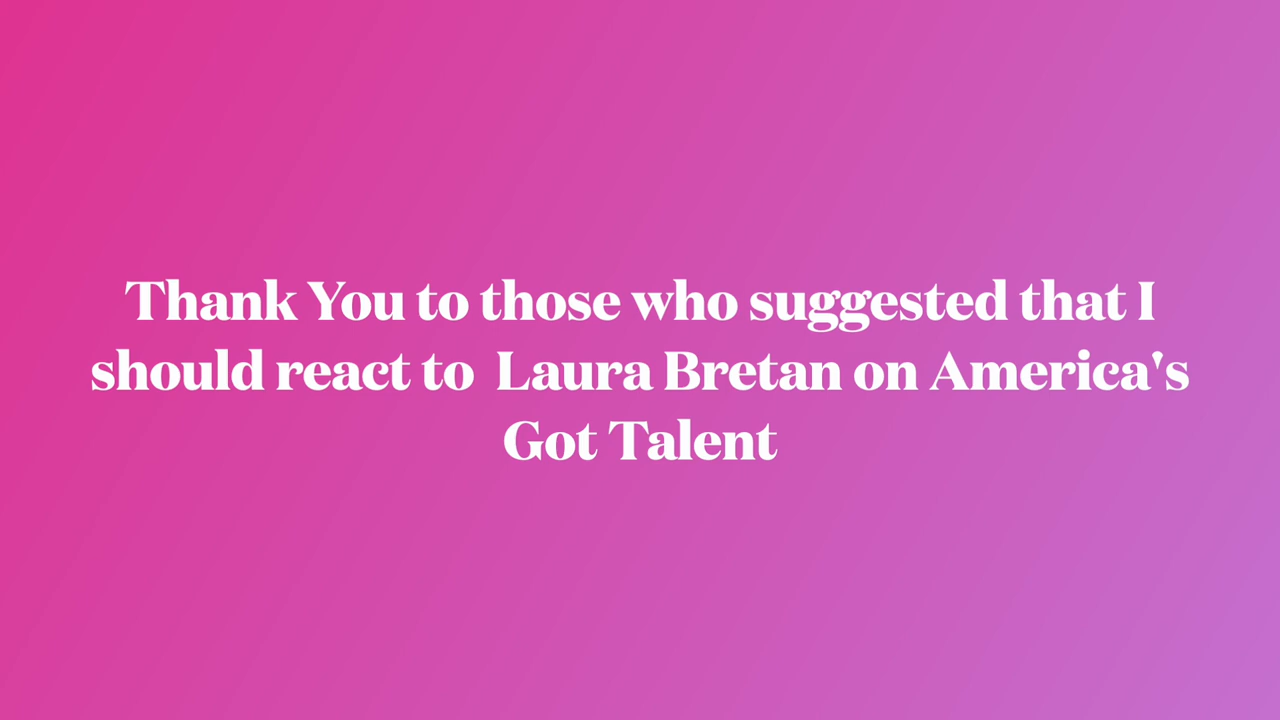 Thank You to those who suggested that I
should react to  Laura Bretan on America's
Got Talent